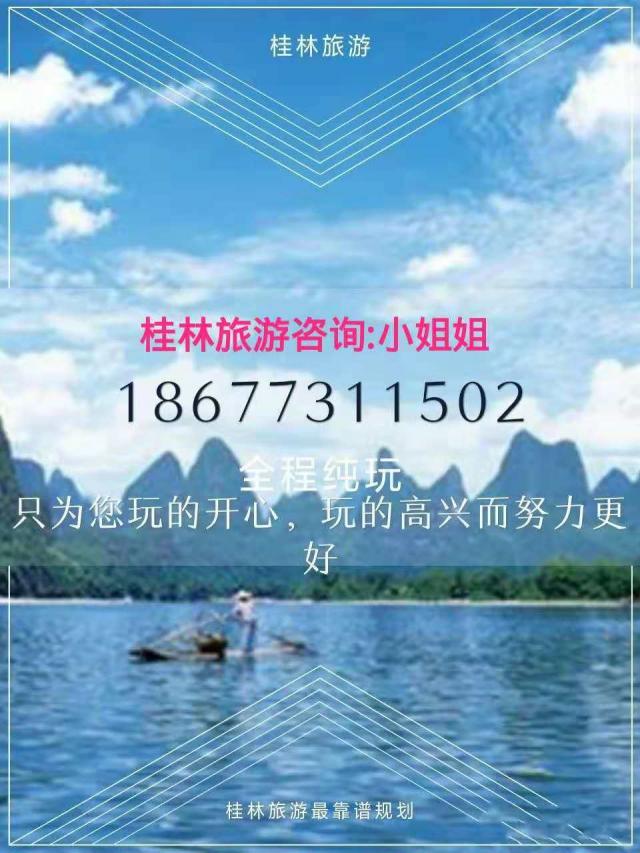 桂林旅游
桂林旅游咨询:小姐姐
18677311502
全程纯玩
只为您玩的开心，玩的高兴而努力更
好
桂林旅游最靠谱规划